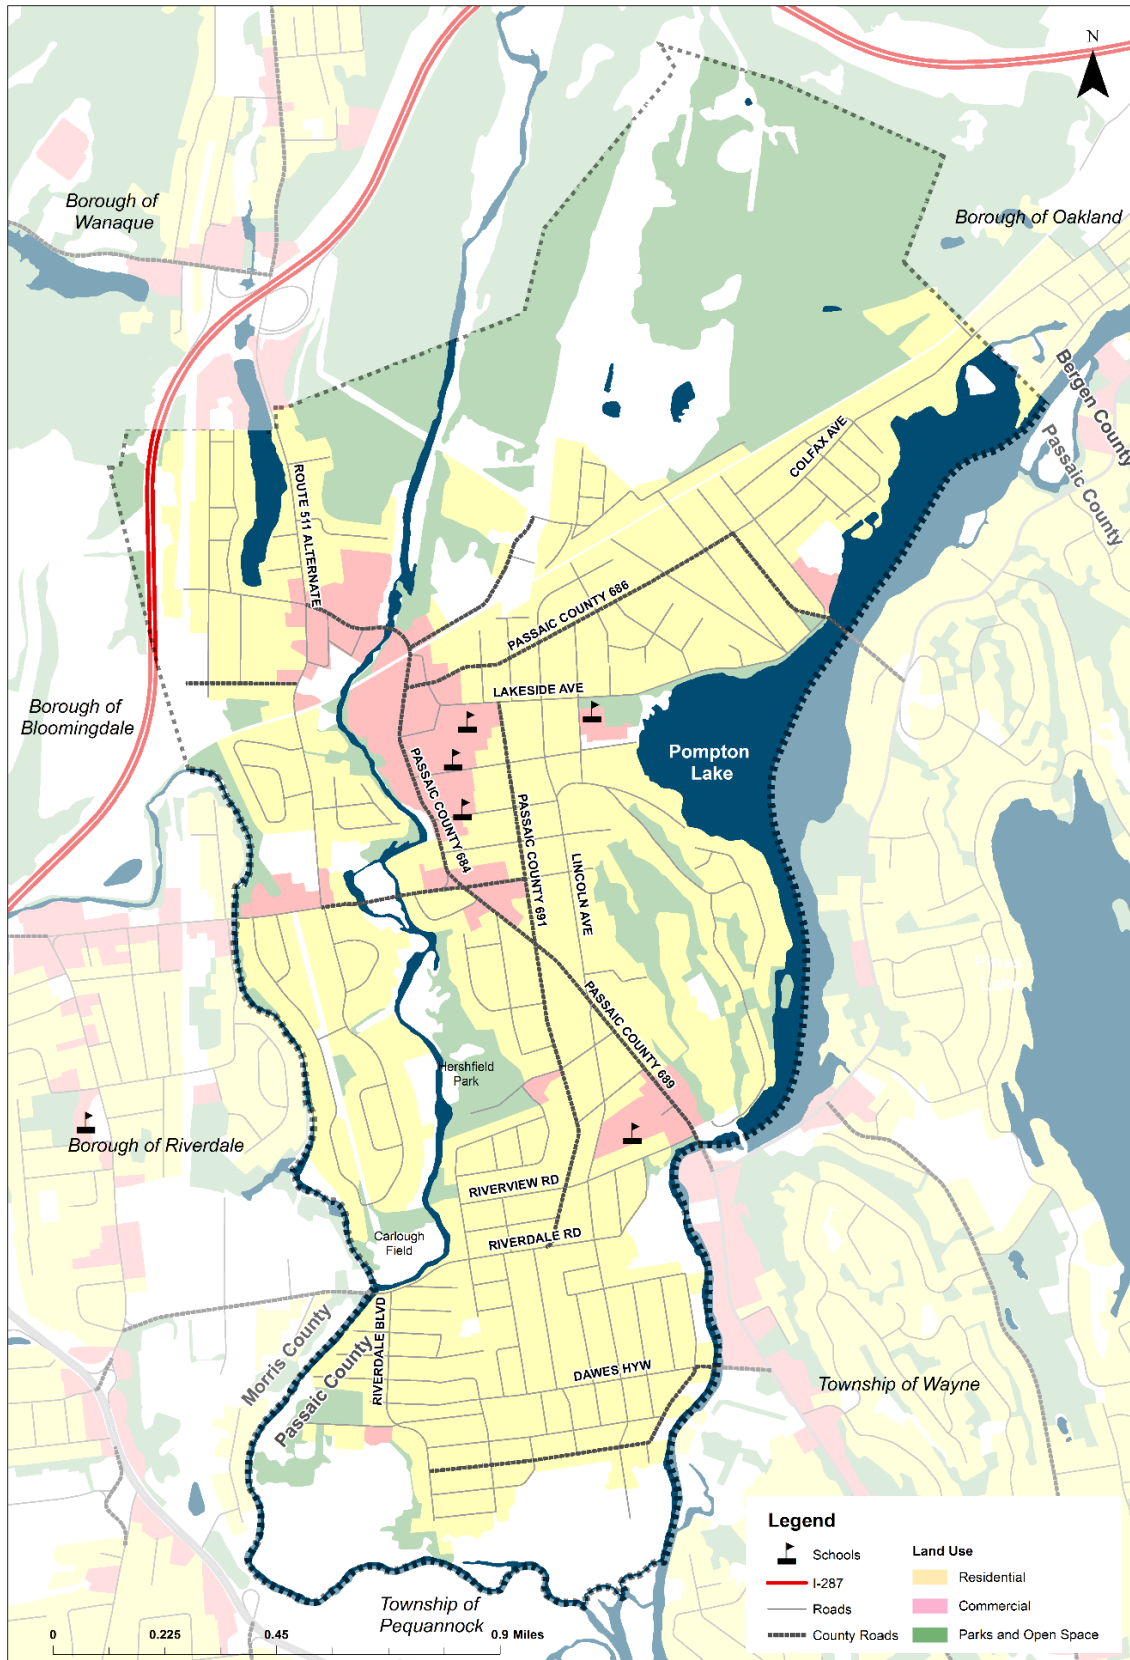 N
Borough of
Wanaque
Borough of Oakland
Bergen County
Passaic County
COLFAX AVE
ROUTE 511 ALTERNATE
PASSAIC COUNTY 686
LAKESIDE AVE
Borough of
Bloomingdale
Pompton
Lake
PASSAIC COUNTY 684
PASSAIC COUNTY 691
LINCOLN AVE
PASSAIC COUNTY 689
Hershfield
Park
Borough of Riverdale
RIVERVIEW RD
RIVERDALE RD
Carlough
Field
Morris County
Passaic County
RIVERDALE BLVD
DAWES HYW
Township of Wayne
Township of
Pequannock
0 0.225 0.45 0.9 Miles
Legend
Schools
I-287
Roads
County Roads
Land Use
Residential
Commercial
Parks and Open Space